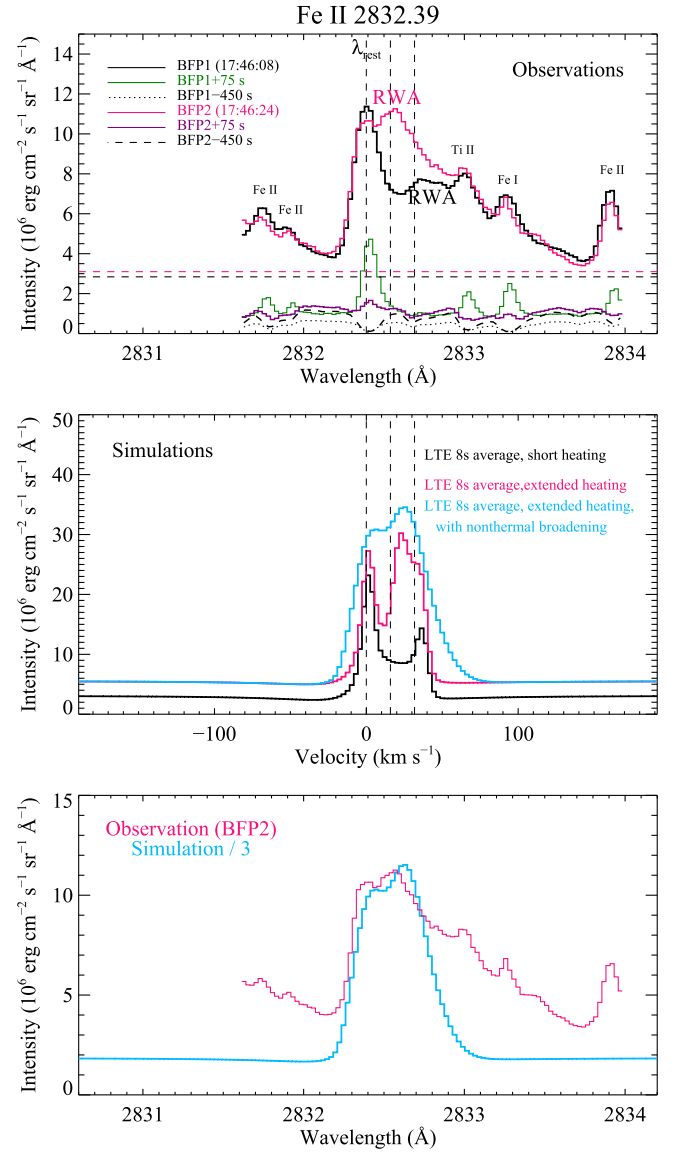 Fe II 2832.39
λrest
BFP1 (17:46:08)
BFP1+75 s
BFP1−450 s
BFP2 (17:46:24)
BFP2+75 s
BFP2−450 s
Observations
RWA
RWA
Fe II
Fe II
Ti II
Fe I
Fe II
14
12
10
8
6
4
2
0
Intensity (10⁶ erg cm⁻² s⁻¹ sr⁻¹ Å⁻¹)
2831
2832
2833
2834
Wavelength (Å)
Simulations
LTE 8s average, short heating
LTE 8s average,extended heating
LTE 8s average, extended heating,
with nonthermal broadening
50
40
30
20
10
0
Intensity (10⁶ erg cm⁻² s⁻¹ sr⁻¹ Å⁻¹)
−100
0
100
Velocity (km s⁻¹)
Observation (BFP2)
Simulation / 3
15
10
5
0
Intensity (10⁶ erg cm⁻² s⁻¹ sr⁻¹ Å⁻¹)
2831
2832
2833
2834
Wavelength (Å)